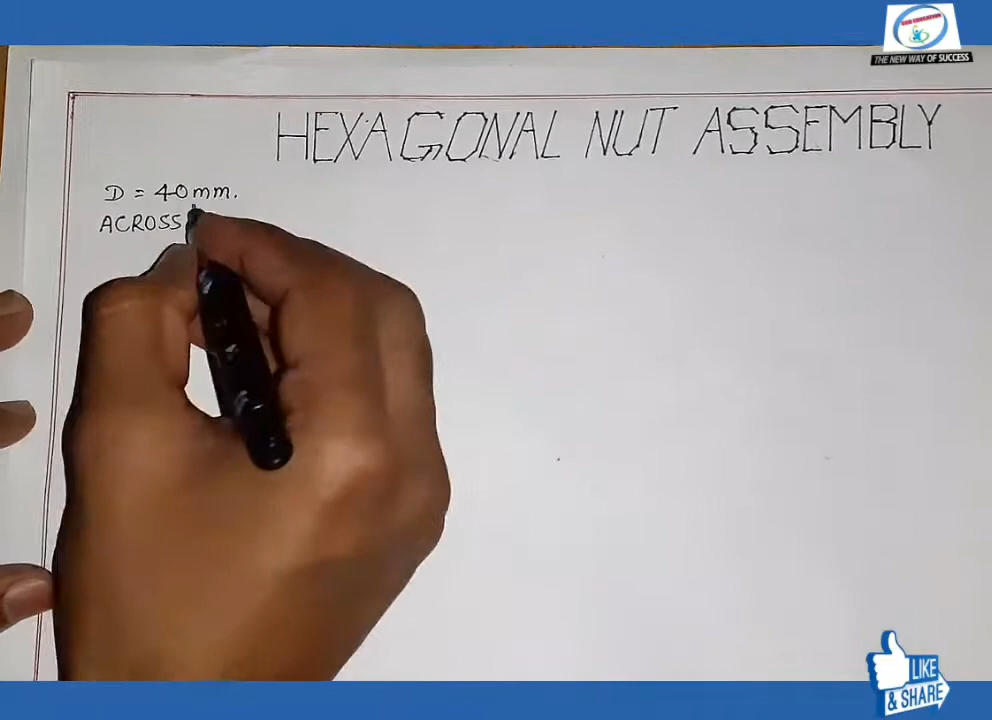 THE NEW WAY OF SUCCESS
HEXAGONAL NUT ASSEMBLY
D = 40mm.
ACROSS
LIKE
& SHARE